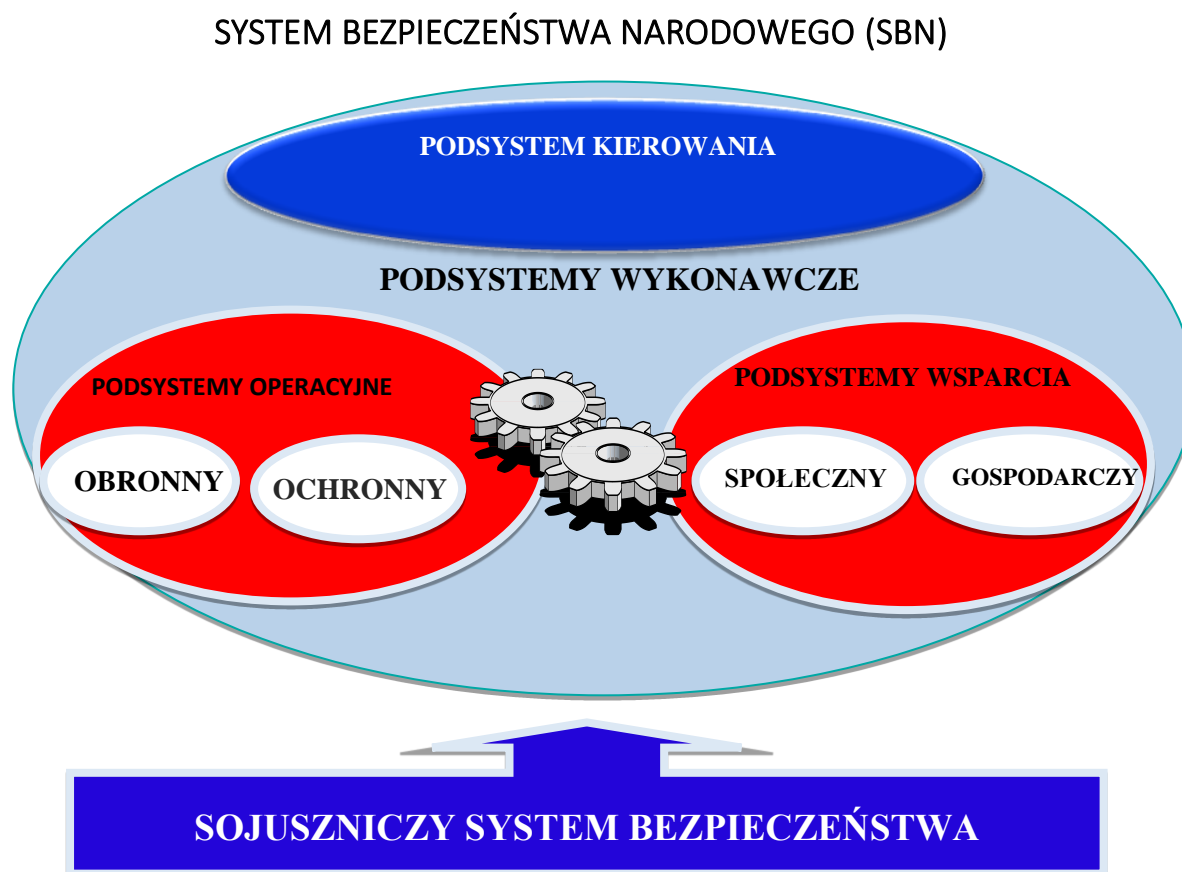 SYSTEM BEZPIECZEŃSTWA NARODOWEGO (SBN)
PODSYSTEM KIEROWANIA
PODSYSTEMY WYKONAWCZE
PODSYSTEMY OPERACYJNE
OBRONNY
OCHRONNY
PODSYSTEMY WSPARCIA
SPOŁECZNY
GOSPODARCZY
SOJUSZNICZY SYSTEM BEZPIECZEŃSTWA